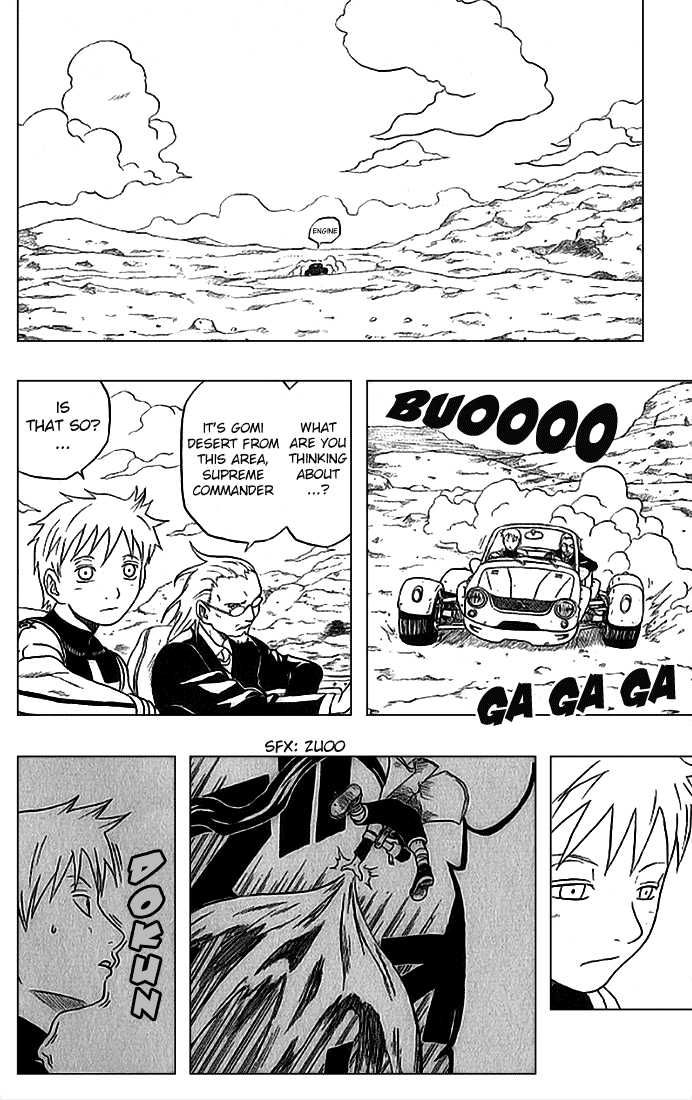 ENGINE
BUOOOO
GA GA GA
WHAT
ARE YOU
THINKING
ABOUT
...?
IT'S GOMI
DESERT FROM
THIS AREA,
SUPREME
COMMANDER
IS
THAT SO?
...
SFX: ZUOO
DOKUN